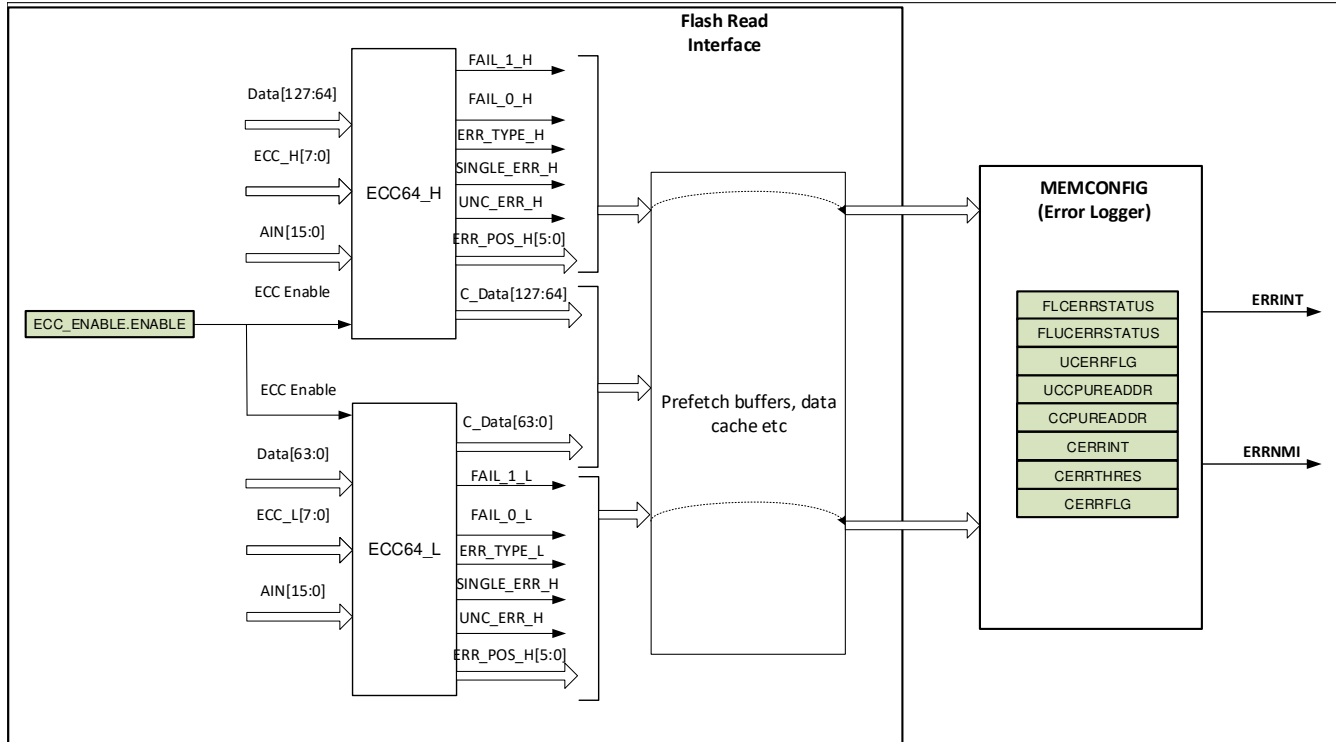 Flash Read
Interface
FAIL_1_H
Data[127:64]
FAIL_0_H
ERR_TYPE_H
ECC_H[7:0]
SINGLE_ERR_H
ECC64_H
UNC_ERR_H
AIN[15:0]
ERR_POS_H[5:0]
ECC Enable
C_Data[127:64]
ECC_ENABLE.ENABLE
ECC Enable
C_Data[63:0]
Data[63:0]
FAIL_1_L
ECC_L[7:0]
FAIL_0_L
ECC64_L
ERR_TYPE_L
AIN[15:0]
SINGLE_ERR_H
UNC_ERR_H
ERR_POS_H[5:0]
Prefetch buffers, data
cache etc
MEMCONFIG
(Error Logger)
FLCERRSTATUS
FLUCERRSTATUS
UCERRFLG
UCCPUREADDR
CCPUREADDR
CERRINT
CERRTHRES
CERRFLG
ERRINT
ERRNMI